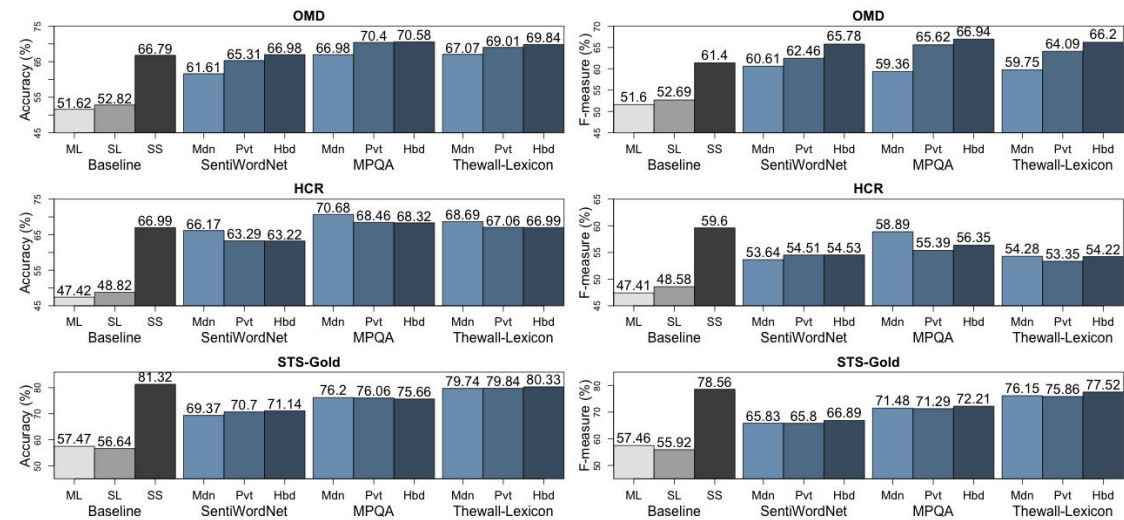 OMD
Accuracy (%)
45 55 65 75
51.62 52.82 66.79 61.61 65.31 66.98 66.98 70.4 70.58 67.07 69.01 69.84
ML SL SS Mdn Pvt Hbd Mdn Pvt Hbd Mdn Pvt Hbd
Baseline SentiWordNet MPQA Thewall-Lexicon
OMD
F-measure (%)
45 50 55 60 65 70
51.6 52.69 61.4 60.61 62.46 65.78 59.36 65.62 66.94 59.75 64.09 66.2
ML SL SS Mdn Pvt Hbd Mdn Pvt Hbd Mdn Pvt Hbd
Baseline SentiWordNet MPQA Thewall-Lexicon
HCR
Accuracy (%)
45 55 65 75
47.42 48.82 66.99 66.17 63.29 63.22 70.68 68.46 68.32 68.69 67.06 66.99
ML SL SS Mdn Pvt Hbd Mdn Pvt Hbd Mdn Pvt Hbd
Baseline SentiWordNet MPQA Thewall-Lexicon
HCR
F-measure (%)
45 50 55 60 65
47.41 48.58 59.6 53.64 54.51 54.53 58.89 55.39 56.35 54.28 53.35 54.22
ML SL SS Mdn Pvt Hbd Mdn Pvt Hbd Mdn Pvt Hbd
Baseline SentiWordNet MPQA Thewall-Lexicon
STS-Gold
Accuracy (%)
50 60 70 80
57.47 56.64 81.32 69.37 70.7 71.14 76.2 76.06 75.66 79.74 79.84 80.33
ML SL SS Mdn Pvt Hbd Mdn Pvt Hbd Mdn Pvt Hbd
Baseline SentiWordNet MPQA Thewall-Lexicon
STS-Gold
F-measure (%)
50 60 70 80
57.46 55.92 78.56 65.83 65.8 66.89 71.48 71.29 72.21 76.15 75.86 77.52
ML SL SS Mdn Pvt Hbd Mdn Pvt Hbd Mdn Pvt Hbd
Baseline SentiWordNet MPQA Thewall-Lexicon